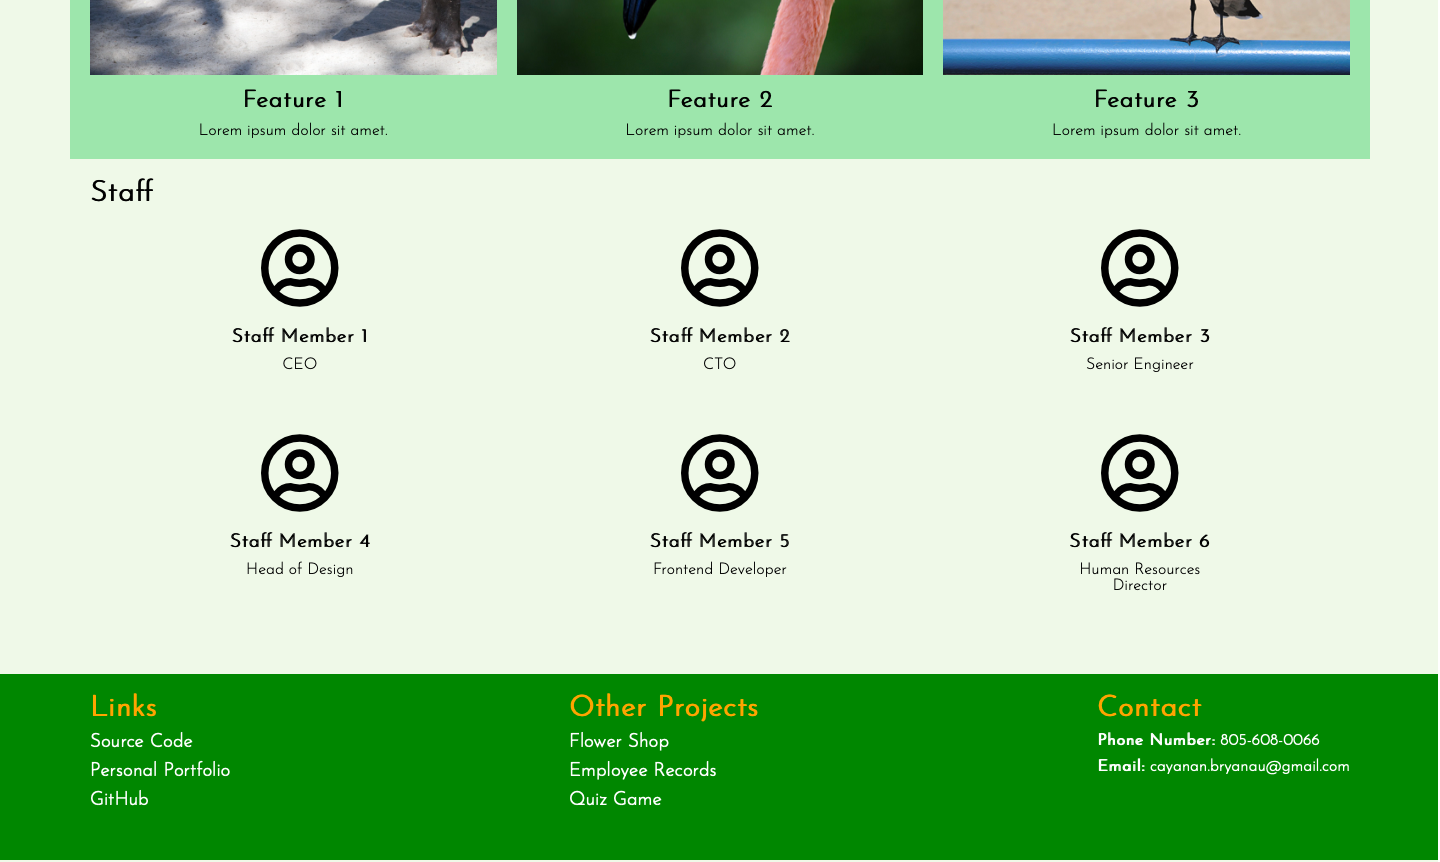 Feature 1
Lorem ipsum dolor sit amet.
Feature 2
Lorem ipsum dolor sit amet.
Feature 3
Lorem ipsum dolor sit amet.
Staff
Staff Member 1
CEO
Staff Member 2
CTO
Staff Member 3
Senior Engineer
Staff Member 4
Head of Design
Staff Member 5
Frontend Developer
Staff Member 6
Human Resources
Director
Links
Source Code
Personal Portfolio
GitHub
Other Projects
Flower Shop
Employee Records
Quiz Game
Contact
Phone Number: 805-608-0066
Email: cayanan.bryanau@gmail.com